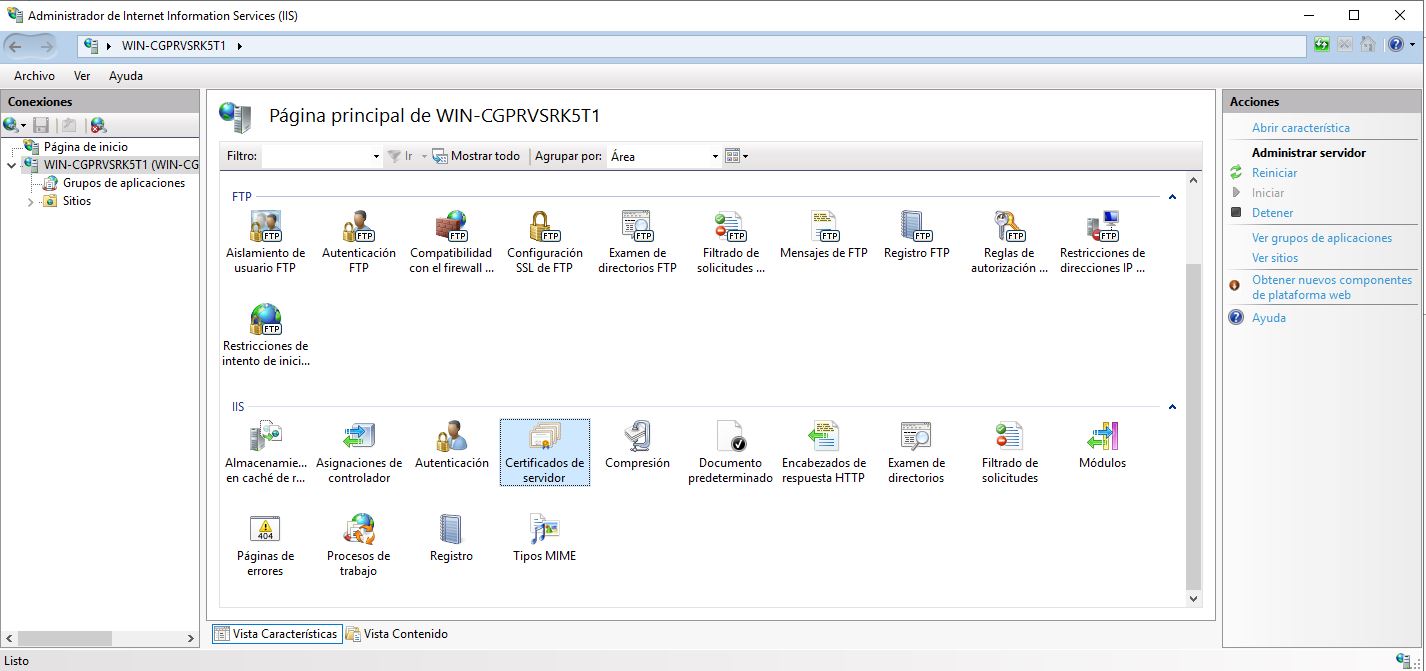 Administrador de Internet Information Services (IIS)
WIN-CGPRVSRK5T1
Archivo Ver Ayuda
Conexiones
Página de inicio
WIN-CGPRVSRK5T1 (WIN-CG
Grupos de aplicaciones
Sitios
Página principal de WIN-CGPRVSRK5T1
Filtro: Ir Mostrar todo Agrupar por: Área
FTP
Aislamiento de
usuario FTP
Autenticación
FTP
Compatibilidad
con el firewall ...
Configuración
SSL de FTP
Examen de
directorios FTP
Filtrado de
solicitudes ...
Mensajes de FTP
Registro FTP
Reglas de
autorización ...
Restricciones de
direcciones IP ...
Restricciones de
intento de inici...
IIS
Almacenamie...
en caché de r...
Asignaciones de
controlador
Autenticación
Certificados de
servidor
Compresión
Documento
predeterminado
Encabezados de
respuesta HTTP
Examen de
directorios
Filtrado de
solicitudes
Módulos
404
Páginas de
errores
Procesos de
trabajo
Registro
Tipos MIME
Vista Características Vista Contenido
Acciones
Abrir característica
Administrar servidor
Reiniciar
Iniciar
Detener
Ver grupos de aplicaciones
Ver sitios
Obtener nuevos componentes
de plataforma web
Ayuda
Listo